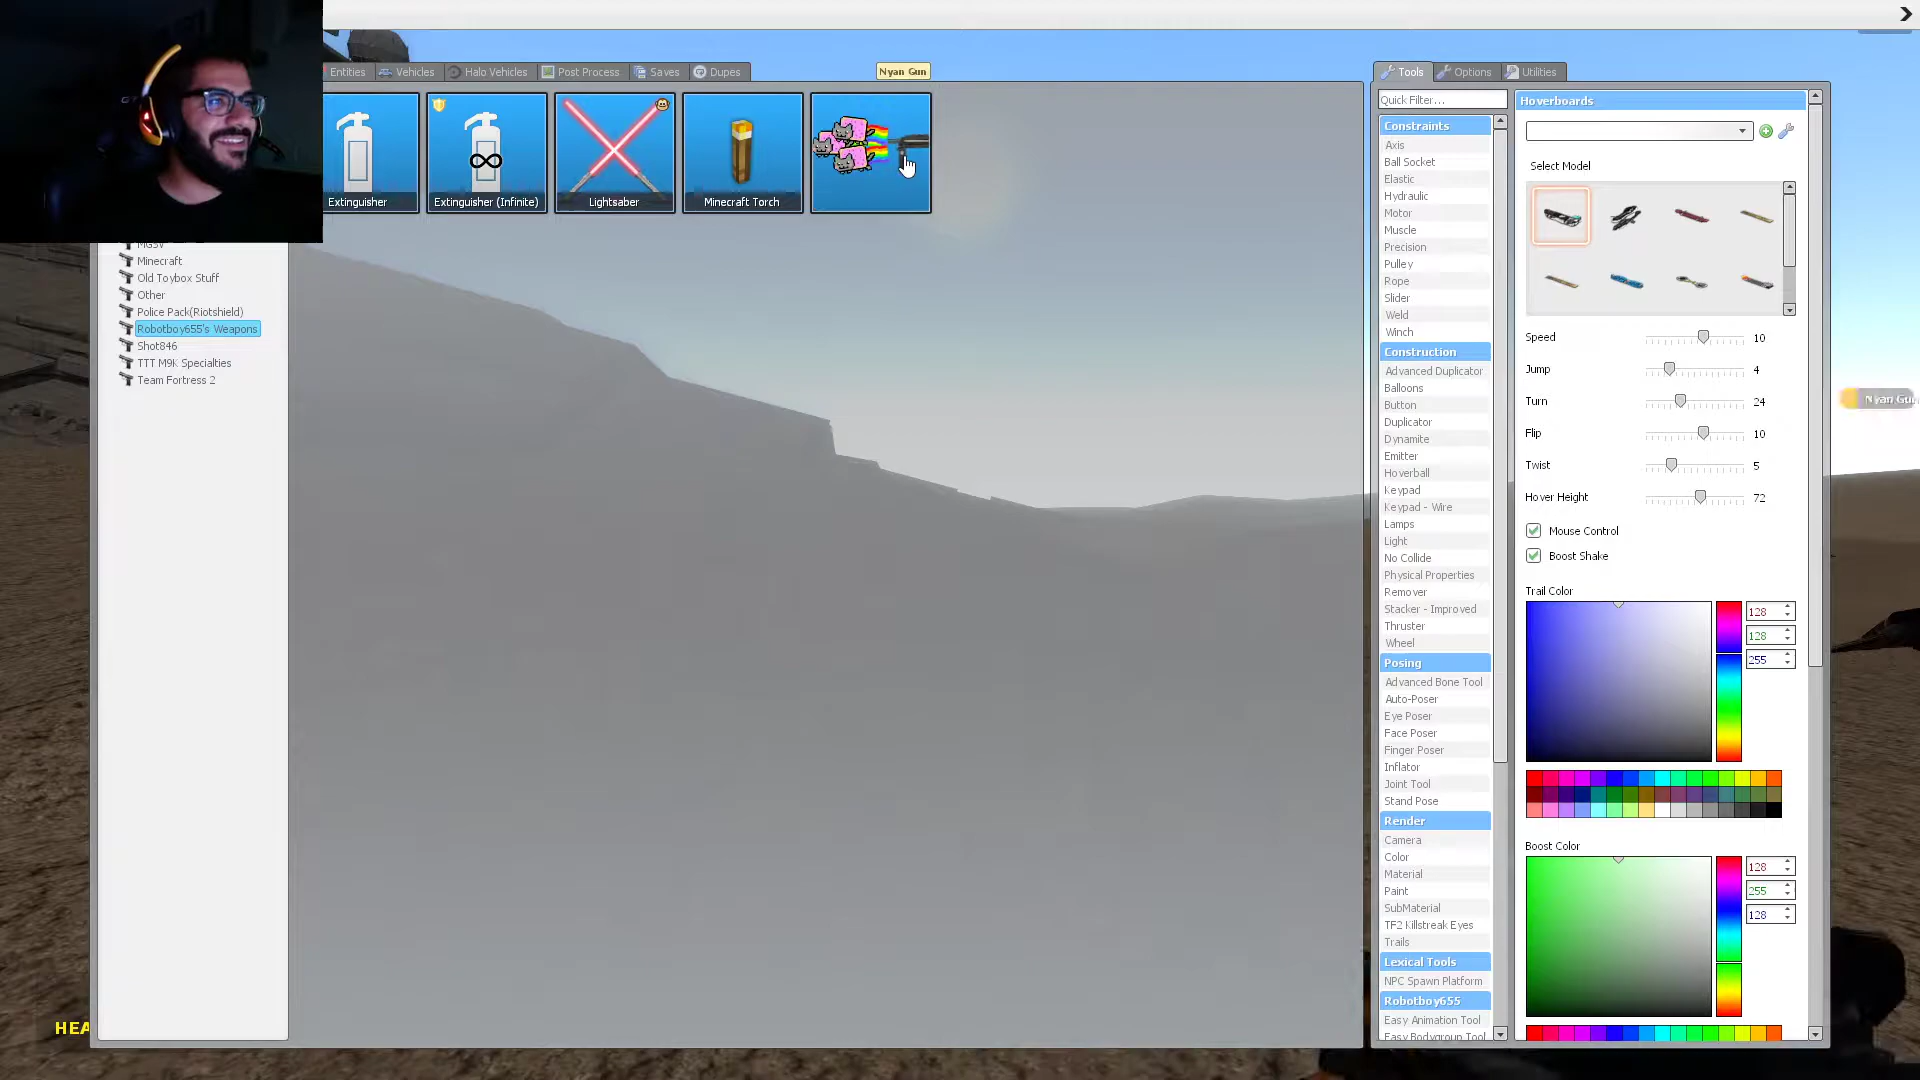 Entities
Vehicles
Halo Vehicles
Post Process
Saves
Dupes
Nyan Gun
Extinguisher
Extinguisher (Infinite)
Lightsaber
Minecraft Torch
MGSV
Minecraft
Old Toybox Stuff
Other
Police Pack(Riotshield)
Robotboy655's Weapons
Shot846
TTT M9K Specialties
Team Fortress 2
HEA
Tools
Options
Utilities
Quick Filter...
Constraints
Axis
Ball Socket
Elastic
Hydraulic
Motor
Muscle
Precision
Pulley
Rope
Slider
Weld
Winch
Construction
Advanced Duplicator
Balloons
Button
Duplicator
Dynamite
Emitter
Hoverball
Keypad
Keypad - Wire
Lamps
Light
No Collide
Physical Properties
Remover
Stacker - Improved
Thruster
Wheel
Posing
Advanced Bone Tool
Auto-Poser
Eye Poser
Face Poser
Finger Poser
Inflator
Joint Tool
Stand Pose
Render
Camera
Color
Material
Paint
SubMaterial
TF2 Killstreak Eyes
Trails
Lexical Tools
NPC Spawn Platform
Robotboy655
Easy Animation Tool
Easy Bodygroup Tool
Hoverboards
Select Model
Speed 10
Jump 4
Turn 24
Flip 10
Twist 5
Hover Height 72
Mouse Control
Boost Shake
Trail Color
128
128
255
Boost Color
128
255
128
Nyan Gun